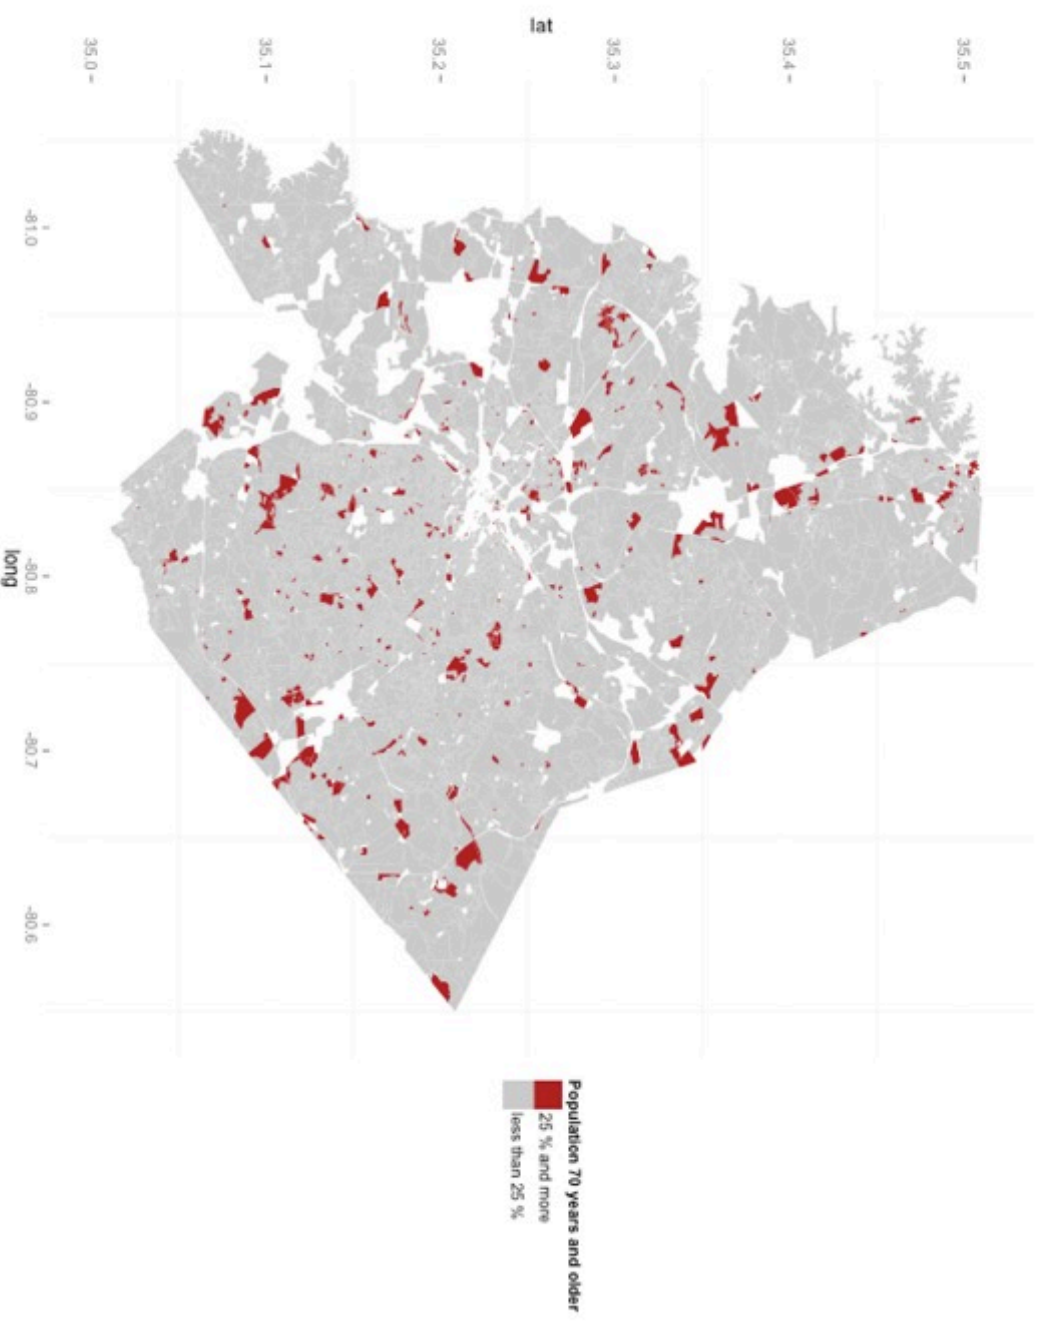 lat
35.5
35.4
35.3
35.2
35.1
35.0
-81.0
-80.9
-80.8
-80.7
-80.6
long
Population 70 years and older
25 % and more
less than 25 %